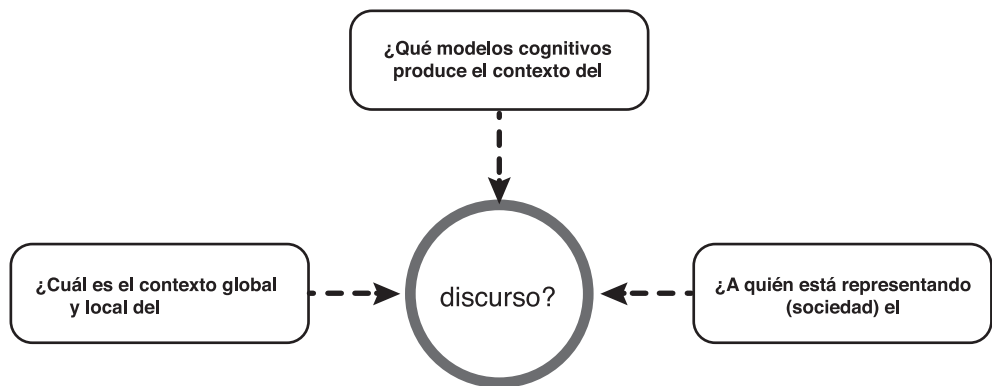 ¿Qué modelos cognitivos
produce el contexto del
¿Cuál es el contexto global
y local del
discurso?
¿A quién está representando
(sociedad) el